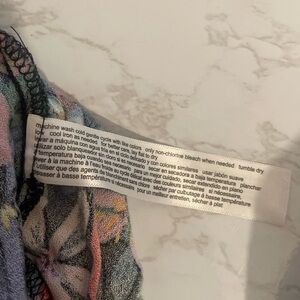 machine wash cold gentle cycle with like colors only non-chlorine bleach when needed tumble dry
low cool iron as needed for better care, lay flat to dry
lavar a máquina con agua fría en el ciclo delicado y con colores similares usar jabón suave
utilizar solo blanqueador sin cloro si es necesario secar en secadora a baja temperatura planchar
a temperatura baja cuando sea necesario para un mejor cuidado, secar extendido en plano
laver à la machine à l'eau au cycle délicat avec des couleurs similaires si nécessaire,
utiliser que des agents de blanchiment sans chlore sécher par culbutage à basse température
repasser à basse température si nécessaire, pour un meilleur entretien, sécher à plat